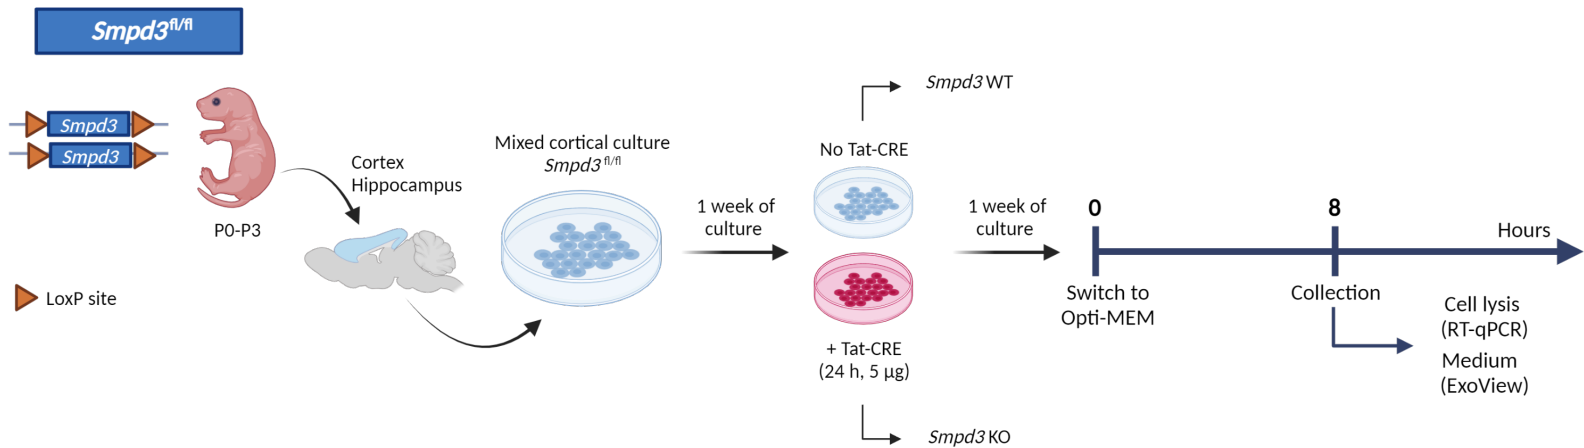 Smpd3fl/fl
Smpd3
Smpd3
P0-P3
LoxP site
Cortex
Hippocampus
Mixed cortical culture
Smpd3 fl/fl
1 week of
culture
Smpd3 WT
No Tat-CRE
+ Tat-CRE
(24 h, 5 µg)
Smpd3 KO
1 week of
culture
0
8
Hours
Switch to
Opti-MEM
Collection
Cell lysis
(RT-qPCR)
Medium
(ExoView)